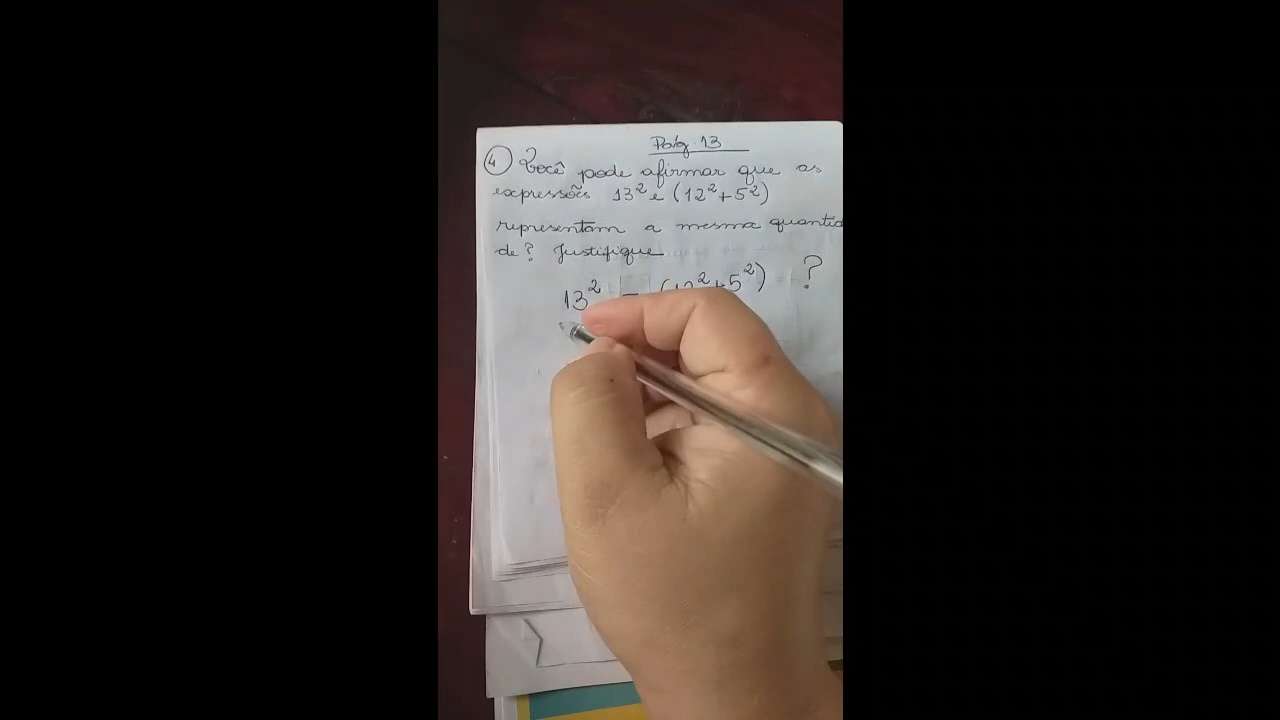 Pág. 13
4 Você pode afirmar que as
expressões 13² e (12² + 5²)
representam a mesma quantid
de? Justifique
13² = (12² + 5²) ?